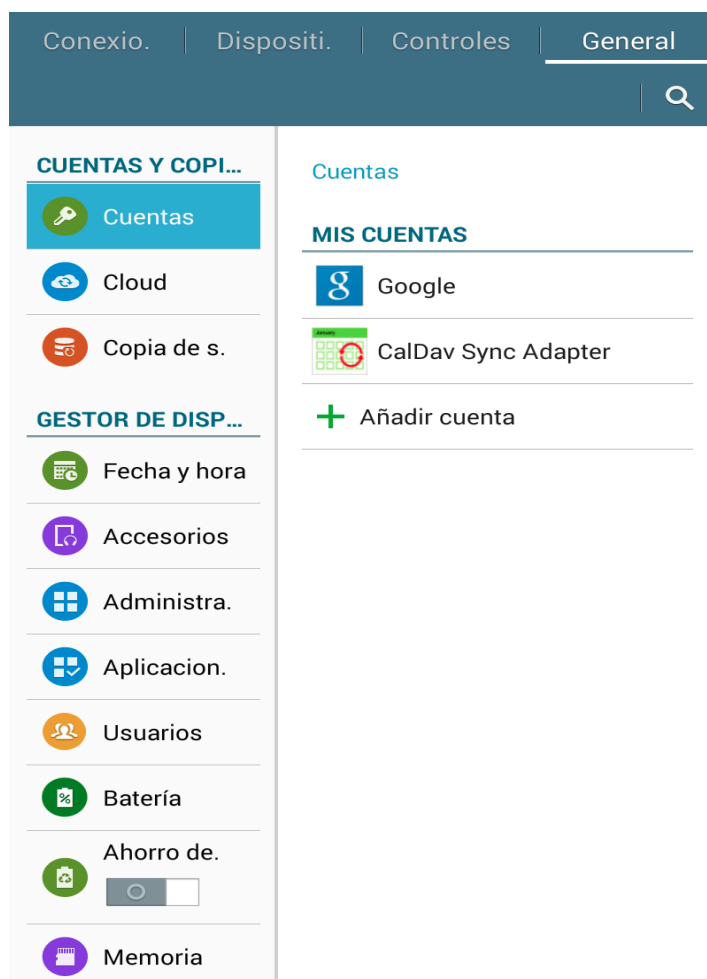 Conexio.
Dispositi.
Controles
General
CUENTAS Y COPI...
Cuentas
Cloud
Copia de s.
GESTOR DE DISP...
Fecha y hora
Accesorios
Administra.
Aplicacion.
Usuarios
Batería
Ahorro de.
Memoria
Cuentas
MIS CUENTAS
Google
January
CalDav Sync Adapter
Añadir cuenta